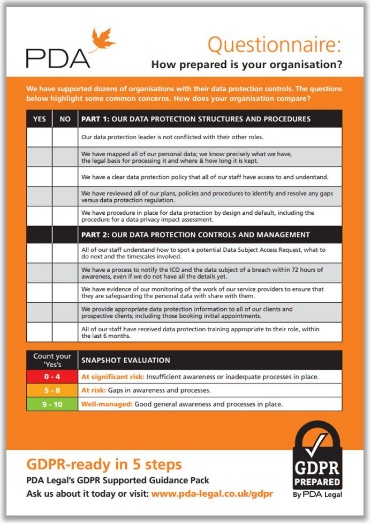 PDA
Questionnaire:
How prepared is your organisation?
We have supported dozens of organisations with their data protection controls. The questions
below highlight some common concerns. How does your organisation compare?
YES NO PART 1: OUR DATA PROTECTION STRUCTURES AND PROCEDURES
Our data protection leader is not conflicted with their other roles.
We have mapped all of our personal data; we know precisely what we have,
the legal basis for processing it and where & how long it is kept.
We have a clear data protection policy that all of our staff have access to and understand.
We have reviewed all of our plans, policies and procedures to identify and resolve any gaps
versus data protection regulation.
We have procedure in place for data protection by design and default, including the
procedure for a data privacy impact assessment.
PART 2: OUR DATA PROTECTION CONTROLS AND MANAGEMENT
All of our staff understand how to spot a potential Data Subject Access Request, what to
do next and the timescales involved.
We have a process to notify the ICO and the data subject of a breach within 72 hours of
awareness, even if we do not have all the details yet.
We have evidence of our monitoring of the work of our service providers to ensure that
they are safeguarding the personal data with share with them.
We provide appropriate data protection information to all of our clients and
prospective clients; including those booking initial appointments.
All of our staff have received data protection training appropriate to their role, within
the last 6 months.
Count your
'Yes's
SNAPSHOT EVALUATION
0 - 4 At significant risk: Insufficient awareness or inadequate processes in place.
5 - 8 At risk: Gaps in awareness and processes.
9 - 10 Well-managed: Good general awareness and processes in place.
GDPR-ready in 5 steps
PDA Legal's GDPR Supported Guidance Pack
Ask us about it today or visit: www.pda-legal.co.uk/gdpr
GDPR
PREPARED
By PDA Legal